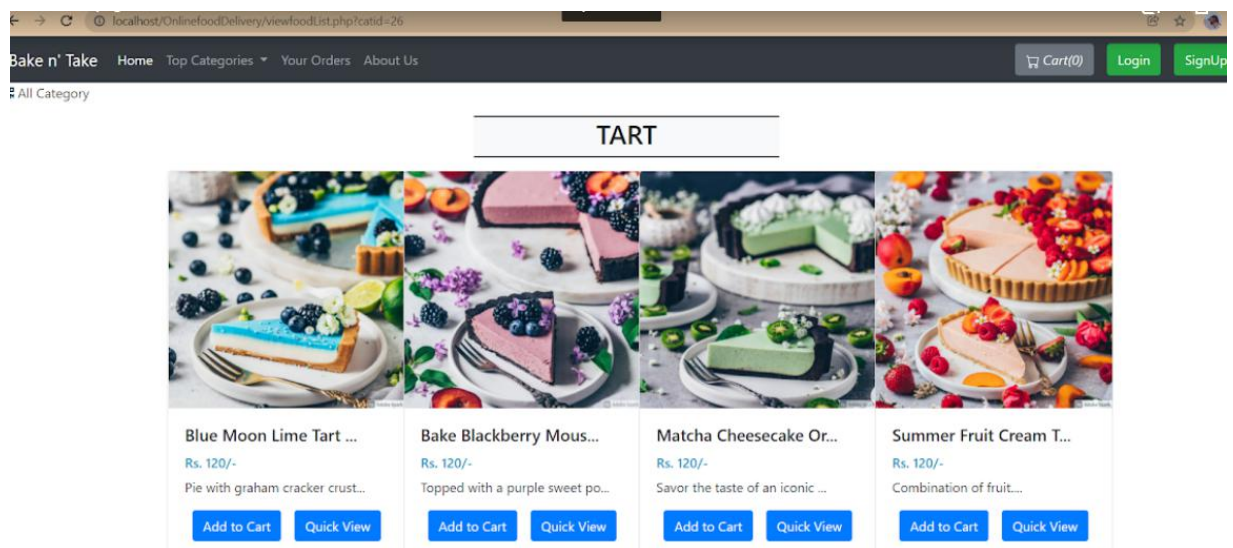 localhost/OnlinefoodDelivery/viewfoodList.php?catid=26
Bake n' Take Home Top Categories Your Orders About Us Cart(0) Login SignUp
All Category
TART
Blue Moon Lime Tart ... Bake Blackberry Mous... Matcha Cheesecake Or... Summer Fruit Cream T...
Rs. 120/- Rs. 120/- Rs. 120/- Rs. 120/-
Pie with graham cracker crust... Topped with a purple sweet po... Savor the taste of an iconic ... Combination of fruit....
Add to Cart Quick View Add to Cart Quick View Add to Cart Quick View Add to Cart Quick View